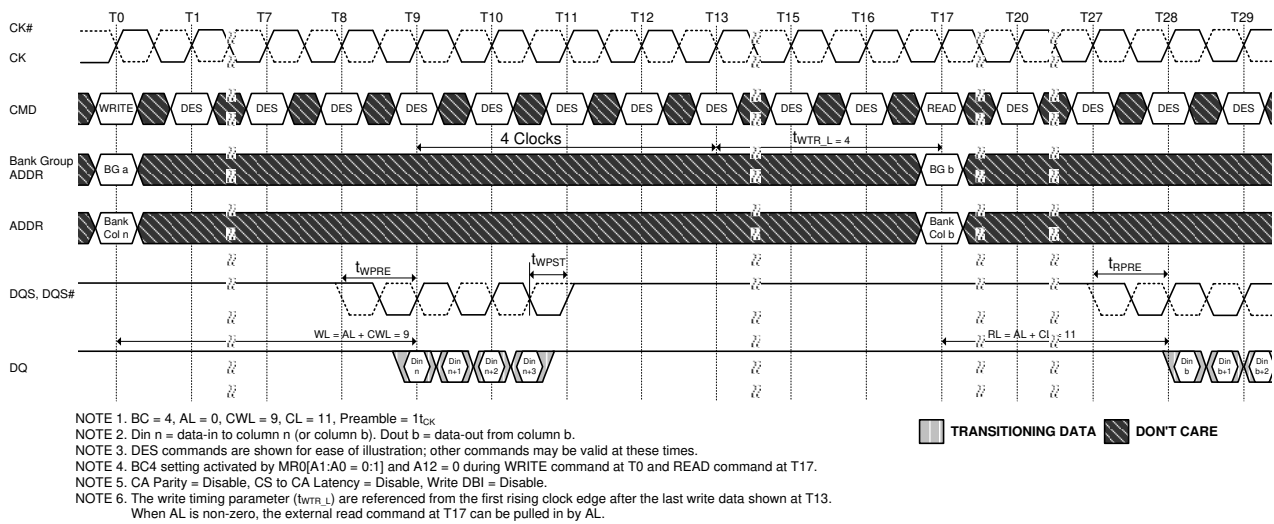 T0 T1 T7 T8 T9 T10 T11 T12 T13 T15 T16 T17 T20 T27 T28 T29
CK#
CK
CMD WRITE DES DES DES DES DES DES DES DES DES DES READ DES DES DES DES
4 Clocks tWTR_L = 4
Bank Group
ADDR
BG a BG b
ADDR
Bank
Col n
Bank
Col b
tWPRE tWPST tRPRE
DQS, DQS#
WL = AL + CWL = 9 RL = AL + CL = 11
DQ
Din
n
Din
n+1
Din
n+2
Din
n+3
Din
b
Din
b+1
Din
b+2
NOTE 1. BC = 4, AL = 0, CWL = 9, CL = 11, Preamble = 1tCK
NOTE 2. Din n = data-in to column n (or column b). Dout b = data-out from column b.
NOTE 3. DES commands are shown for ease of illustration; other commands may be valid at these times.
NOTE 4. BC4 setting activated by MR0[A1:A0 = 0:1] and A12 = 0 during WRITE command at T0 and READ command at T17.
NOTE 5. CA Parity = Disable, CS to CA Latency = Disable, Write DBI = Disable.
NOTE 6. The write timing parameter (tWTR_L) are referenced from the first rising clock edge after the last write data shown at T13.
When AL is non-zero, the external read command at T17 can be pulled in by AL.
TRANSITIONING DATA DON'T CARE